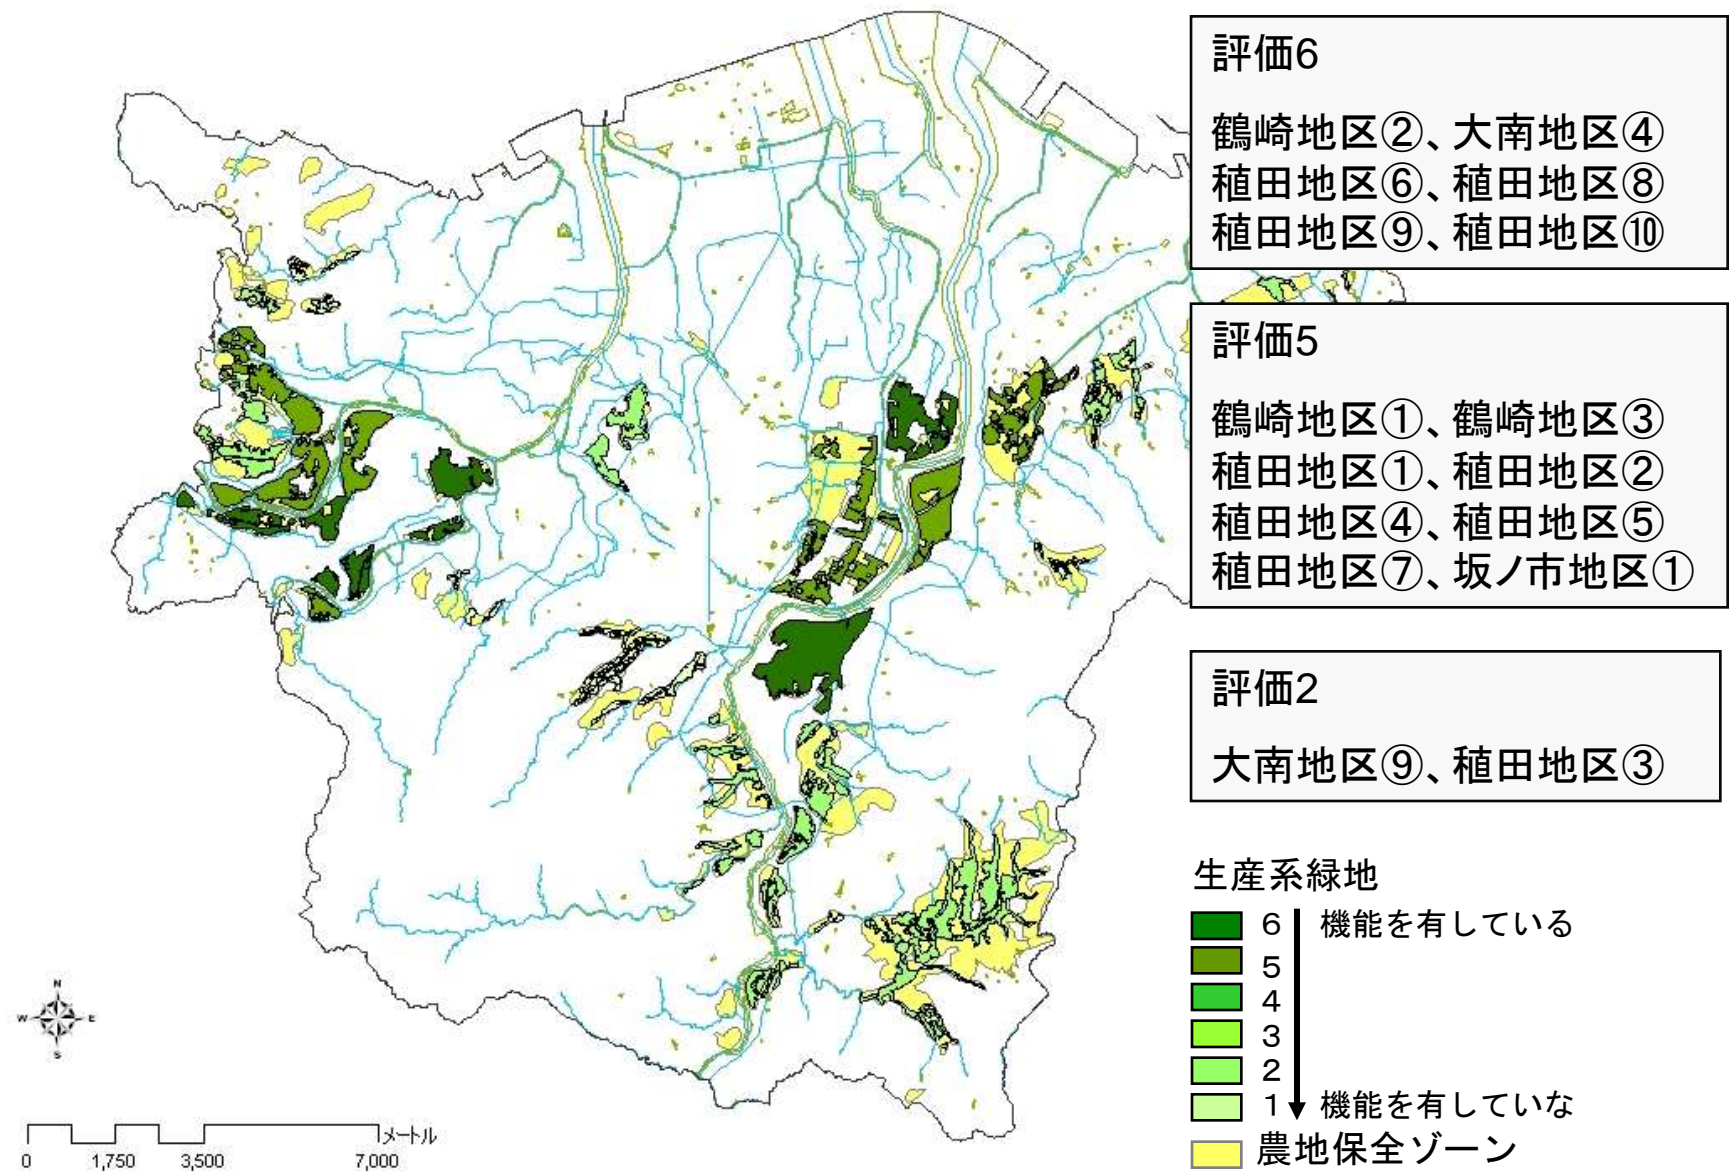 評価6
鶴崎地区②、大南地区④
稙田地区⑥、稙田地区⑧
稙田地区⑨、稙田地区⑩
評価5
鶴崎地区①、鶴崎地区③
稙田地区①、稙田地区②
稙田地区④、稙田地区⑤
稙田地区⑦、坂ノ市地区①
評価2
大南地区⑨、稙田地区③
生産系緑地
6 機能を有している
5
4
3
2
1 機能を有していな
農地保全ゾーン
N
W E
S
メートル
0 1,750 3,500 7,000